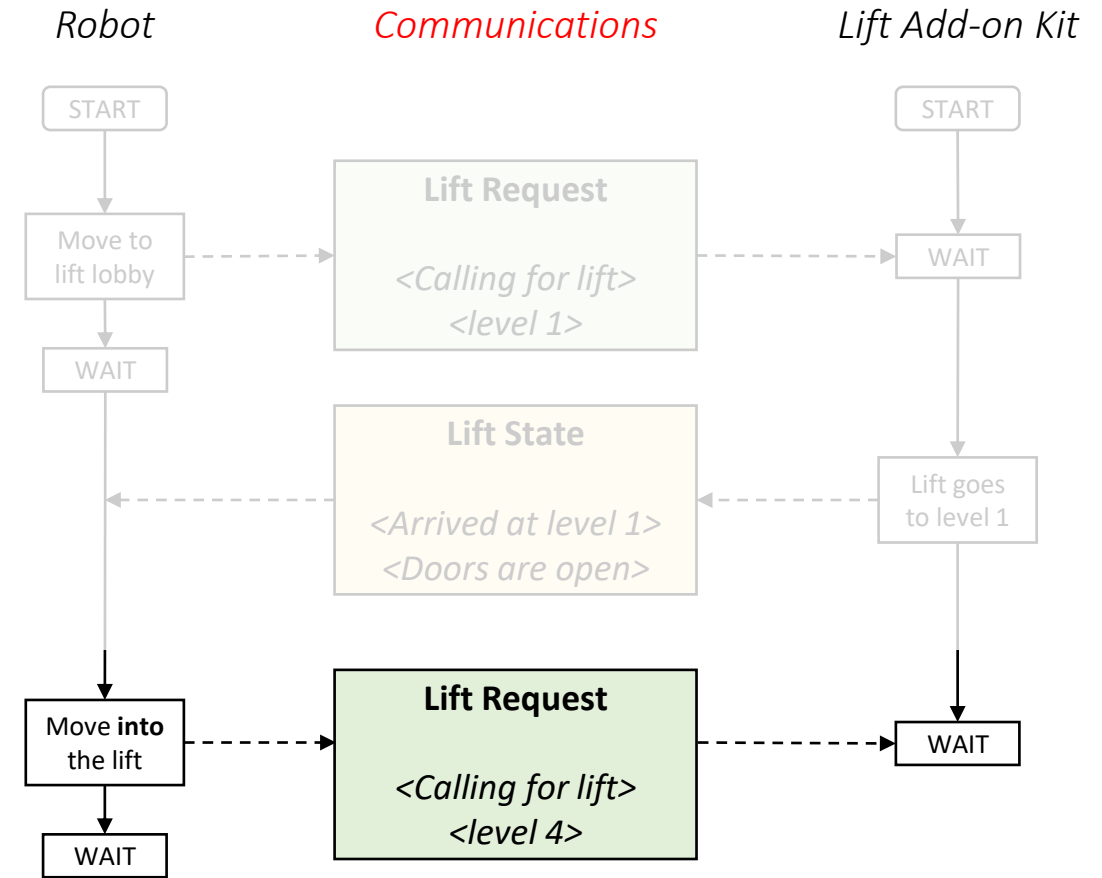 Robot
Communications
Lift Add-on Kit
START
START
Lift Request
Move to
lift lobby
<Calling for lift>
<level 1>
WAIT
WAIT
Lift State
<Arrived at level 1>
<Doors are open>
Lift goes
to level 1
Move into
the lift
Lift Request
<Calling for lift>
<level 4>
WAIT
WAIT